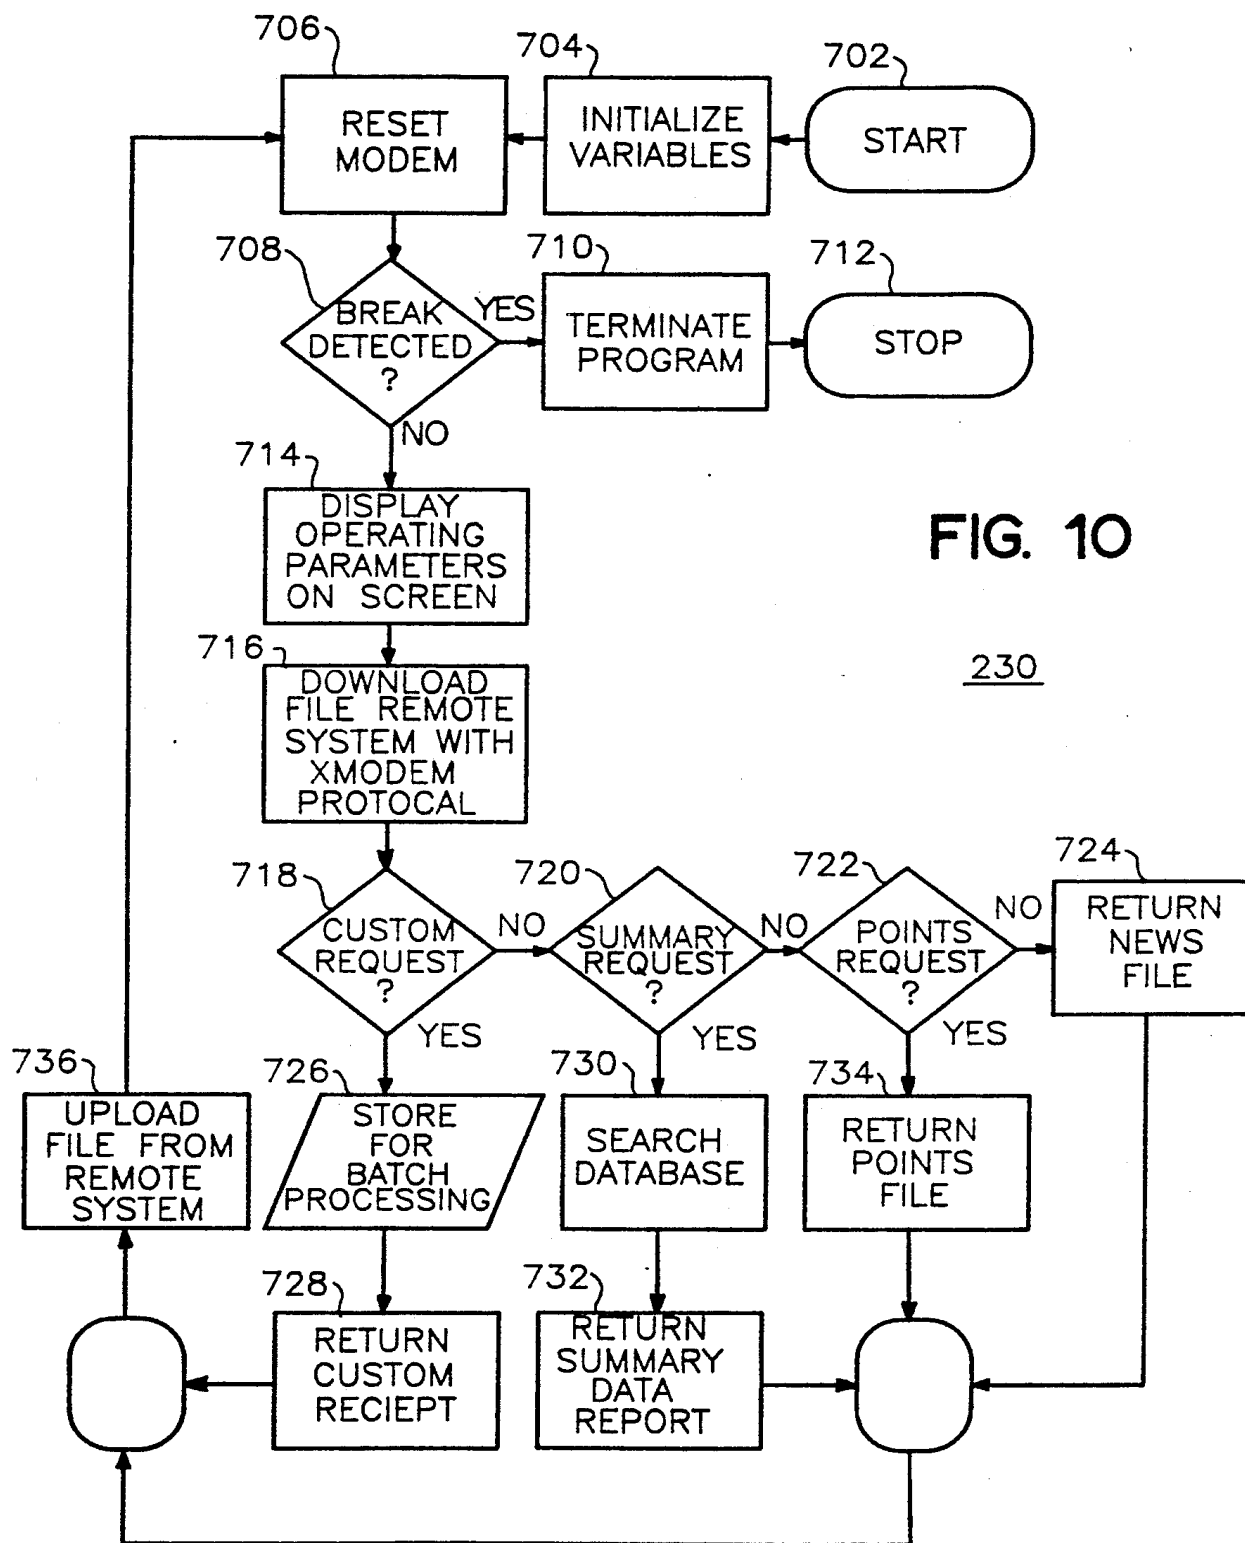 706
704
702
RESET
MODEM
INITIALIZE
VARIABLES
START
708
710
712
BREAK
DETECTED
?
YES
TERMINATE
PROGRAM
STOP
NO
714
DISPLAY
OPERATING
PARAMETERS
ON SCREEN
FIG. 10
230
716
DOWNLOAD
FILE REMOTE
SYSTEM WITH
XMODEM
PROTOCAL
718
720
722
724
CUSTOM
REQUEST
?
NO
SUMMARY
REQUEST
?
NO
POINTS
REQUEST
?
NO
RETURN
NEWS
FILE
YES
YES
YES
736
726
730
734
UPLOAD
FILE FROM
REMOTE
SYSTEM
STORE
FOR
BATCH
PROCESSING
SEARCH
DATABASE
RETURN
POINTS
FILE
728
732
RETURN
CUSTOM
RECIEPT
RETURN
SUMMARY
DATA
REPORT